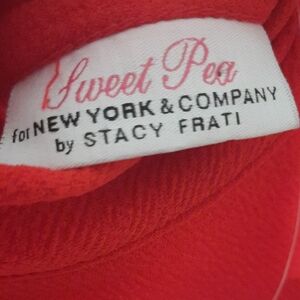 Sweet Pea
for NEW YORK & COMPANY
by STACY FRATI